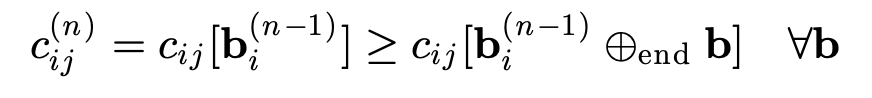 $c_{ij}^{(n)} = c_{ij}[\mathbf{b}_i^{(n-1)}] \geq c_{ij}[\mathbf{b}_i^{(n-1)} \oplus_{\mathrm{end}} \mathbf{b}] \quad \forall \mathbf{b}$